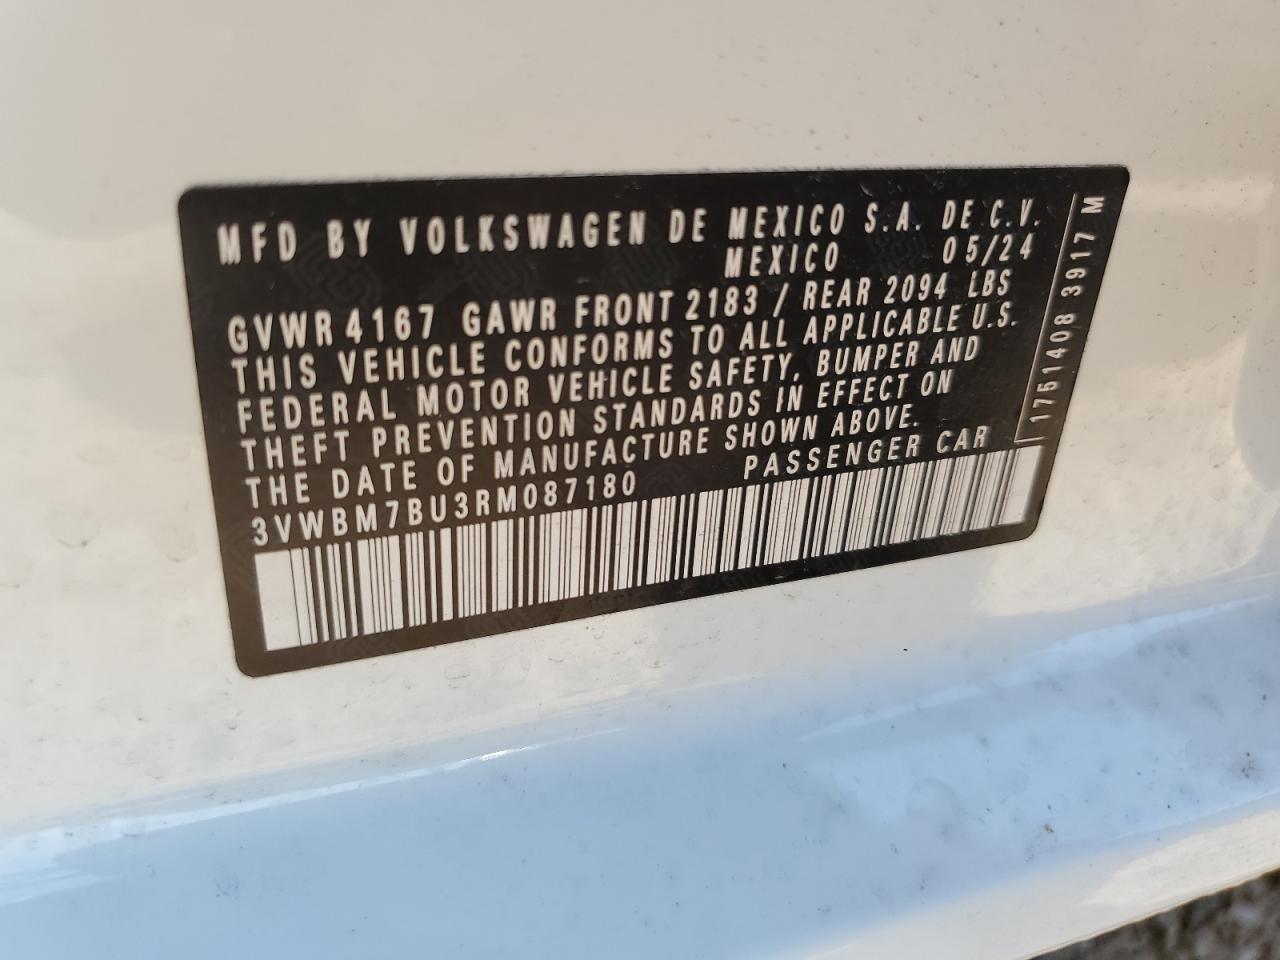 MFD BY VOLKSWAGEN DE MEXICO S.A. DE C.V.
MEXICO 05/24
GVWR 4167 GAWR FRONT 2183 / REAR 2094 LBS
THIS VEHICLE CONFORMS TO ALL APPLICABLE U.S.
FEDERAL MOTOR VEHICLE SAFETY, BUMPER AND
THEFT PREVENTION STANDARDS IN EFFECT ON
THE DATE OF MANUFACTURE SHOWN ABOVE.
3VWBM7BU3RM087180 PASSENGER CAR
1751408 3917 M